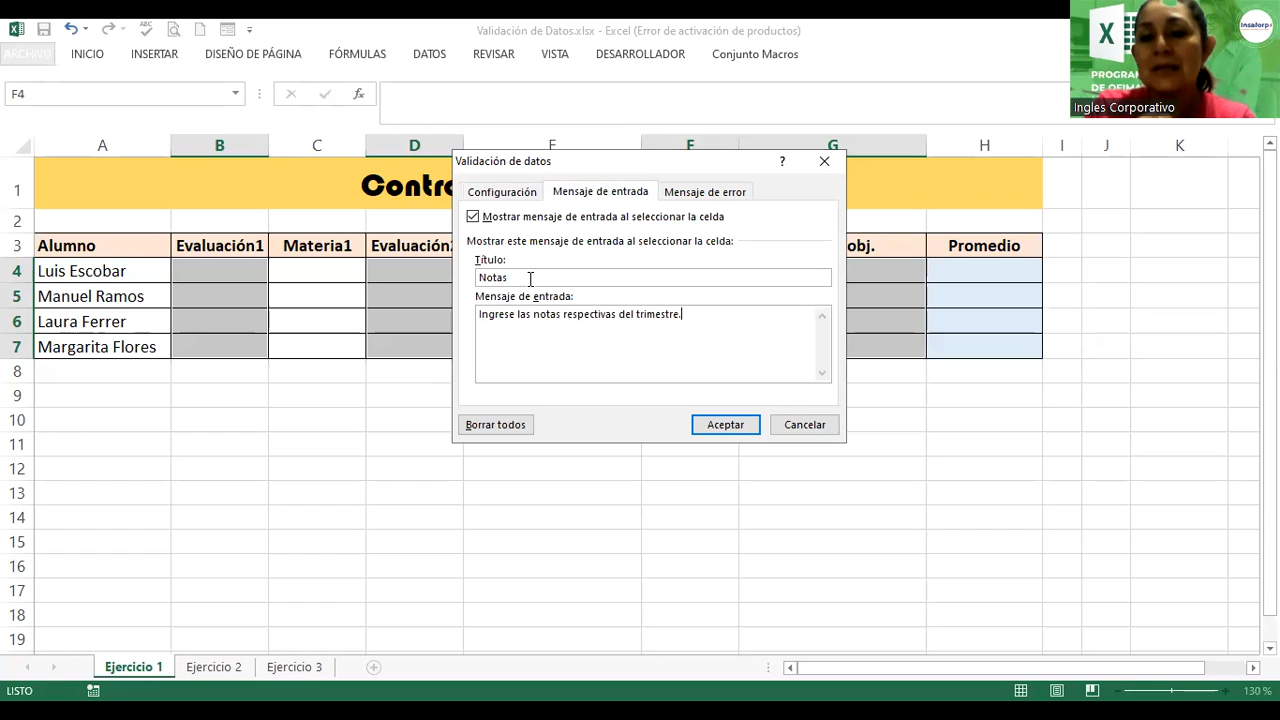 Validación de Datos.xlsx - Excel (Error de activación de productos)
ARCHIVO INICIO INSERTAR DISEÑO DE PÁGINA FÓRMULAS DATOS REVISAR VISTA DESARROLLADOR Conjunto Macros
F4
fx
Insaforp
PROGRAM
DE OFIMA
Ingles Corporativo
A B C D E F G H I J K
1 Contro
2
3 Alumno Evaluación1 Materia1 Evaluación2 obj. Promedio
4 Luis Escobar
5 Manuel Ramos
6 Laura Ferrer
7 Margarita Flores
8
9
10
11
12
13
14
15
16
17
18
19
Validación de datos
Configuración Mensaje de entrada Mensaje de error
Mostrar mensaje de entrada al seleccionar la celda
Mostrar este mensaje de entrada al seleccionar la celda:
Título:
Notas
Mensaje de entrada:
Ingrese las notas respectivas del trimestre.
Borrar todos Aceptar Cancelar
Ejercicio 1 Ejercicio 2 Ejercicio 3
LISTO 130 %